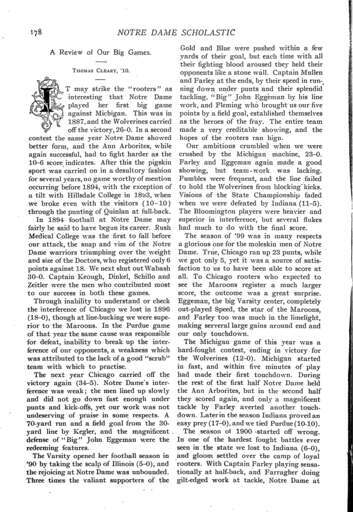 178
NOTRE DAME SCHOLASTIC
A Review of Our Big Games.
THOMAS CLEARY, '10.
IT may strike the "rooters" as
interesting that Notre Dame
played her first big game
against Michigan. This was in
1887, and the Wolverines carried
off the victory, 26-0. In a second
contest the same year Notre Dame showed
better form, and the Ann Arborites, while
again successful, had to fight harder as the
10-6 score indicates. After this the pigskin
sport was carried on in a desultory fashion
for several years, no game worthy of mention
occurring before 1894, with the exception of
a tilt with Hillsdale College in 1893, when
we broke even with the visitors (10-10)
through the punting of Quinlan at full-back.
In 1894 football at Notre Dame may
fairly be said to have begun its career. Rush
Medical College was the first to fall before
our attack, the snap and vim of the Notre
Dame warriors triumphing over the weight
and size of the Doctors, who registered only 6
points against 18. We next shut out Wabash
30-0. Captain Keough, Dinkel, Schillo and
Zeitler were the men who contributed most
to our success in both these games.
Through inability to understand or check
the interference of Chicago we lost in 1896
(18-0), though at line-bucking we were supe-
rior to the Maroons. In the Purdue game
of that year the same cause was responsible
for defeat, inability to break up the inter-
ference of our opponents, a weakness which
was attributed to the lack of a good "scrub"
team with which to practise.
The next year Chicago carried off the
victory again (34-5). Notre Dame's inter-
ference was weak; the men lined up slowly
and did not go down fast enough under
punts and kick-offs, yet our work was not
undeserving of praise in some respects. A
70-yard run and a field goal from the 30-
yard line by Kegler, and the magnificent
defense of "Big" John Eggeman were the
redeeming features.
The Varsity opened her football season in
'90 by taking the scalp of Illinois (5-0), and
the rejoicing at Notre Dame was unbounded.
Three times the valiant supporters of the
Gold and Blue were pushed within a few
yards of their goal, but each time with all
their fighting blood aroused they held their
opponents like a stone wall. Captain Mullen
and Farley at the ends, by their speed in run-
ning down under punts and their splendid
tackling, "Big" John Eggeman by his line
work, and Fleming who brought us our five
points by a field goal, established themselves
as the heroes of the fray. The entire team
made a very creditable showing, and the
hopes of the rooters ran high.
Our ambitions crumbled when we were
crushed by the Michigan machine, 23-0.
Farley and Eggeman again made a good
showing, but team-work was lacking.
Fumbles were frequent, and the line failed
to hold the Wolverines from blocking kicks.
Visions of the State Championship faded
when we were defeated by Indiana (11-5).
The Bloomington players were heavier and
superior in interference, but several flukes
had much to do with the final score.
The season of '99 was in many respects
a glorious one for the moleskin men of Notre
Dame. True, Chicago ran up 23 points, while
we got only 5, yet it was a source of satis-
faction to us to have been able to score at
all. To Chicago rooters who expected to
see the Maroons register a much larger
score, the outcome was a great surprise.
Eggeman, the big Varsity center, completely
out-played Speed, the star of the Maroons,
and Farley too was much in the limelight,
making several large gains around end and
our only touchdown.
The Michigan game of this year was a
hard-fought contest, ending in victory for
the Wolverines (12-0). Michigan started
in fast, and within five minutes of play
had made their first touchdown. During
the rest of the first half Notre Dame held
the Ann Arborites, but in the second half
they scored again, and only a magnificent
tackle by Farley averted another touch-
down. Later in the season Indiana proved an
easy prey (17-0), and we tied Purdue (10-10).
The season of 1900 started off wrong.
In one of the hardest fought battles ever
seen in the state we lost to Indiana (6-0),
and gloom settled over the camp of loyal
rooters. With Captain Farley playing sensa-
tionally at half-back, and Farragher doing
gilt-edged work at tackle, Notre Dame at